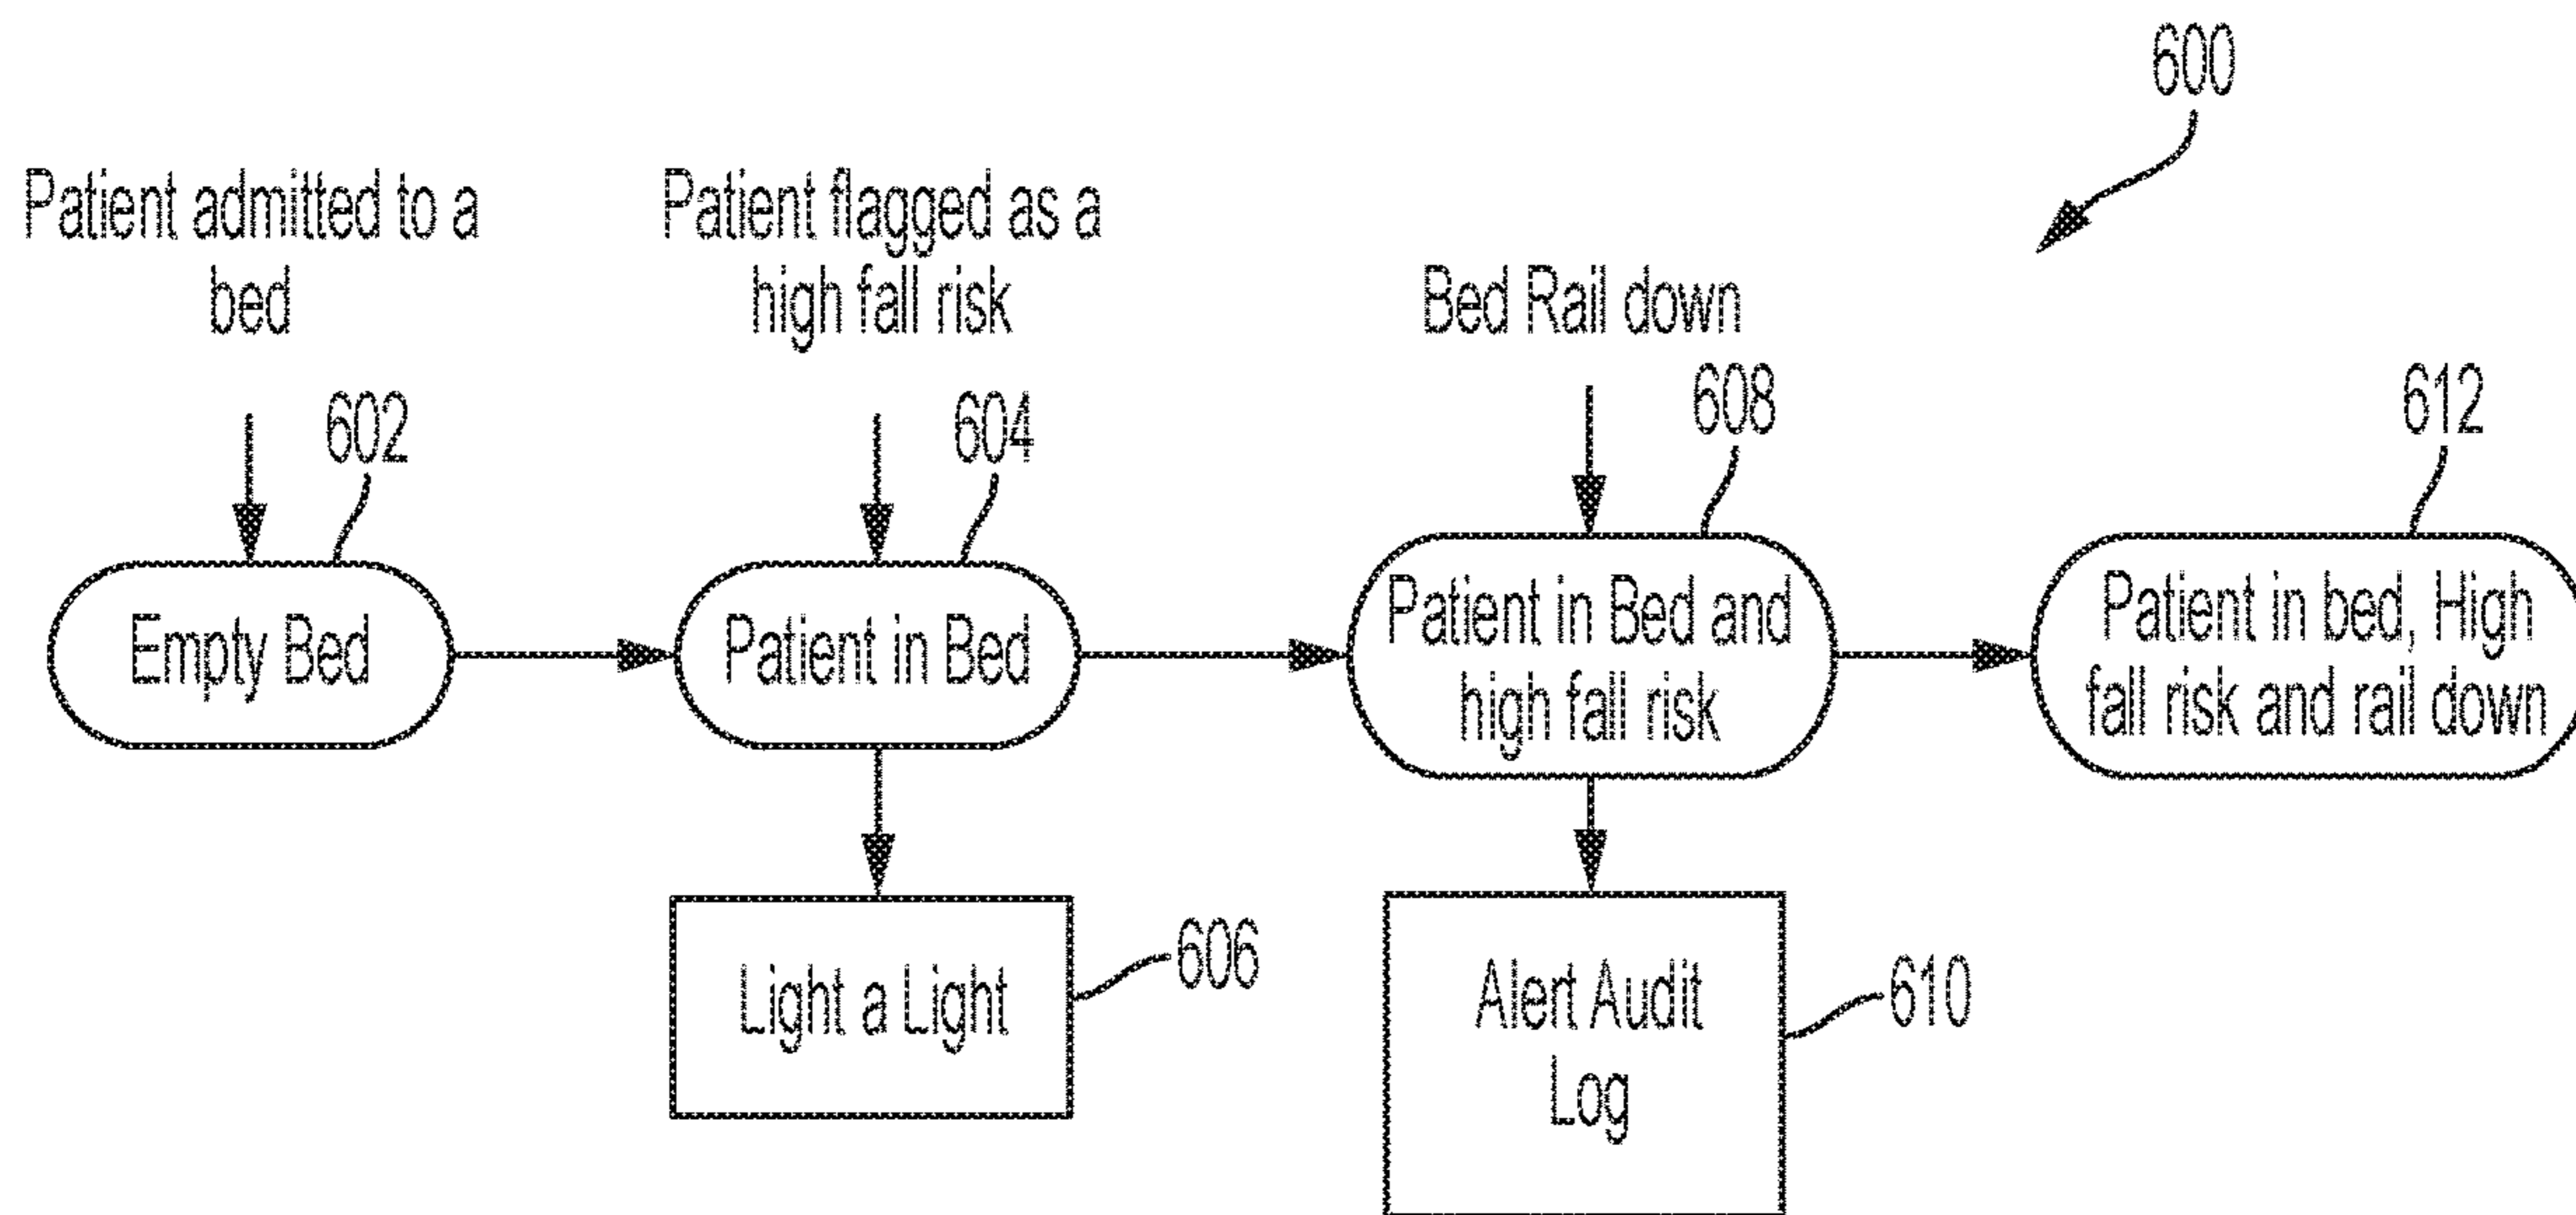 600
Patient admitted to a
bed
Patient flagged as a
high fall risk
Bed Rail down
602
604
608
612
Empty Bed
Patient in Bed
Patient in Bed and
high fall risk
Patient in bed, High
fall risk and rail down
Light a Light
606
Alert Audit
Log
610